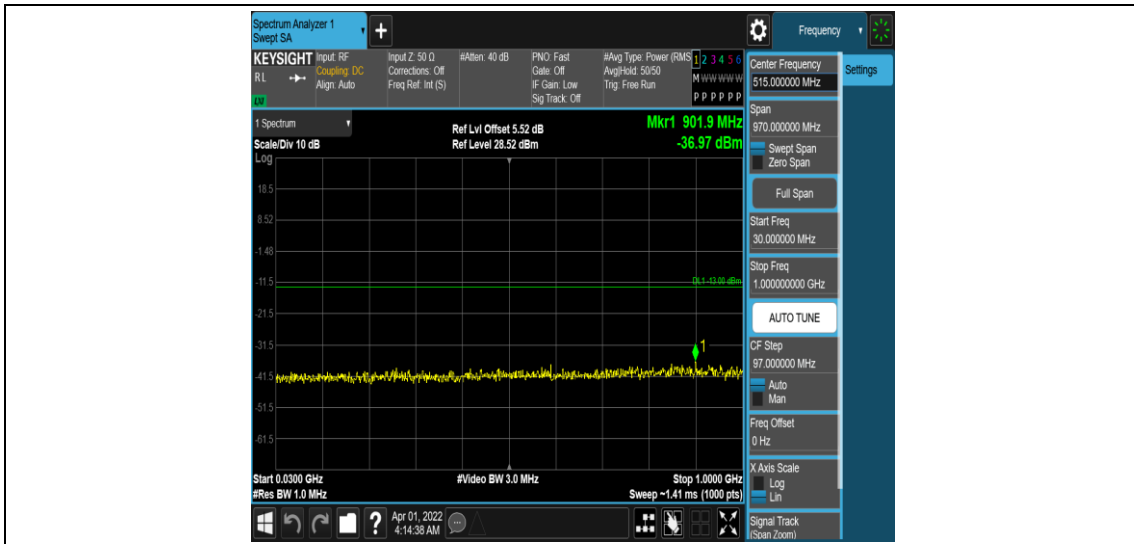 Spectrum Analyzer 1
Swept SA
+
Frequency
KEYSIGHT
RL
LXI
Input: RF
Coupling: DC
Align: Auto
Input Z: 50 Ω
Corrections: Off
Freq Ref: Int (S)
#Atten: 40 dB
PNO: Fast
Gate: Off
IF Gain: Low
Sig Track: Off
#Avg Type: Power (RMS
Avg|Hold: 50/50
Trig: Free Run
1 2 3 4 5 6
M W W W W W
P P P P P P
1 Spectrum
Scale/Div 10 dB
Log
Ref Lvl Offset 5.52 dB
Ref Level 28.52 dBm
Mkr1 901.9 MHz
-36.97 dBm
18.5
8.52
-1.48
-11.5
DL1 -13.00 dBm
-21.5
-31.5
1
-41.5
-51.5
-61.5
Start 0.0300 GHz
#Res BW 1.0 MHz
#Video BW 3.0 MHz
Stop 1.0000 GHz
Sweep ~1.41 ms (1000 pts)
?
Apr 01, 2022
4:14:38 AM
Center Frequency
515.000000 MHz
Settings
Span
970.000000 MHz
Swept Span
Zero Span
Full Span
Start Freq
30.000000 MHz
Stop Freq
1.000000000 GHz
AUTO TUNE
CF Step
97.000000 MHz
Auto
Man
Freq Offset
0 Hz
X Axis Scale
Log
Lin
Signal Track
(Span Zoom)